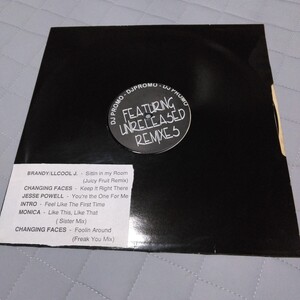 DJ PROMO - DJPROMO - DJ PROMO
FEATURING
UNRELEASED
REMIXES
BRANDY/LLCOOL J. - Sittin in my Room
(Juicy Fruit Remix)
CHANGING FACES - Keep It Right There
JESSE POWELL - You're the One For Me
INTRO - Feel Like The First Time
MONICA - Like This, Like That
( Sister Mix)
CHANGING FACES - Foolin Around
(Freak You Mix)